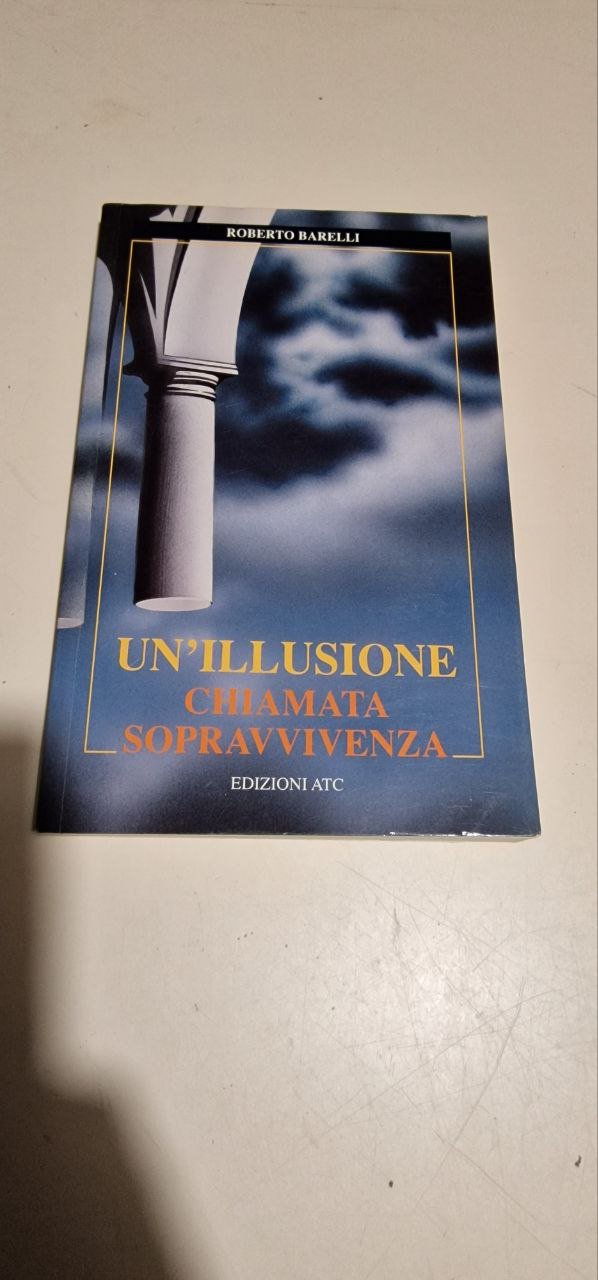 ROBERTO BARELLI
UN'ILLUSIONE
CHIAMATA
SOPRAVVIVENZA
EDIZIONI ATC